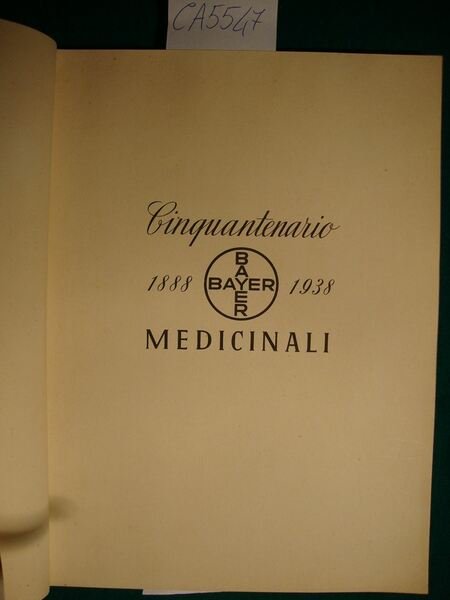 CA5547
Cinquantenario
BAYER
1888 BAYER 1938
MEDICINALI